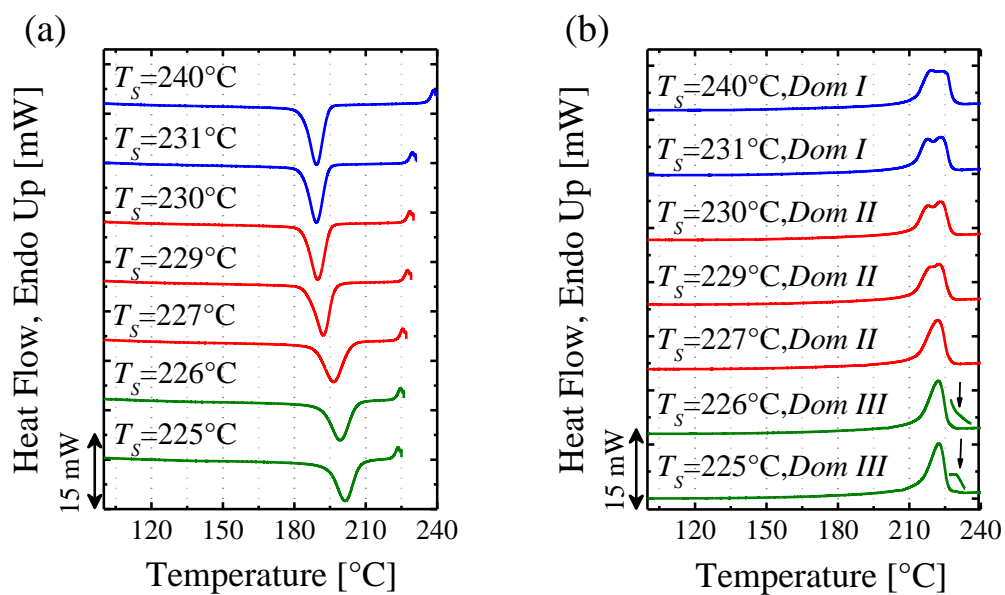 (a)
Heat Flow, Endo Up [mW]
T_S=240°C
T_S=231°C
T_S=230°C
T_S=229°C
T_S=227°C
T_S=226°C
T_S=225°C
15 mW
120 150 180 210 240
Temperature [°C]
(b)
Heat Flow, Endo Up [mW]
T_S=240°C,Dom I
T_S=231°C,Dom I
T_S=230°C,Dom II
T_S=229°C,Dom II
T_S=227°C,Dom II
T_S=226°C,Dom III
T_S=225°C,Dom III
15 mW
120 150 180 210 240
Temperature [°C]